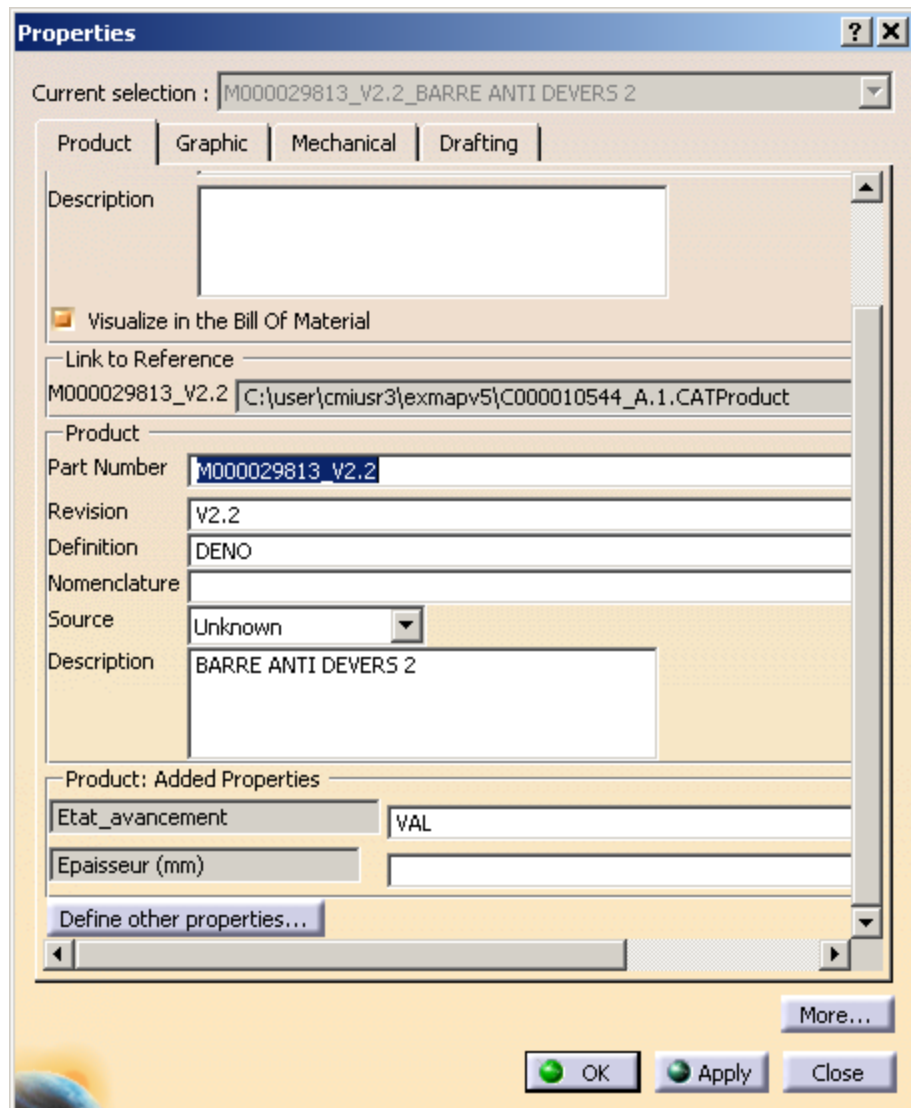 Properties
Current selection : M000029813_V2.2_BARRE ANTI DEVERS 2
Product Graphic Mechanical Drafting
Description
Visualize in the Bill Of Material
Link to Reference
M000029813_V2.2 C:\user\cmiusr3\exmapv5\C000010544_A.1.CATProduct
Product
Part Number M000029813_V2.2
Revision V2.2
Definition DENO
Nomenclature
Source Unknown
Description BARRE ANTI DEVERS 2
Product: Added Properties
Etat_avancement VAL
Epaisseur (mm)
Define other properties...
More...
OK Apply Close